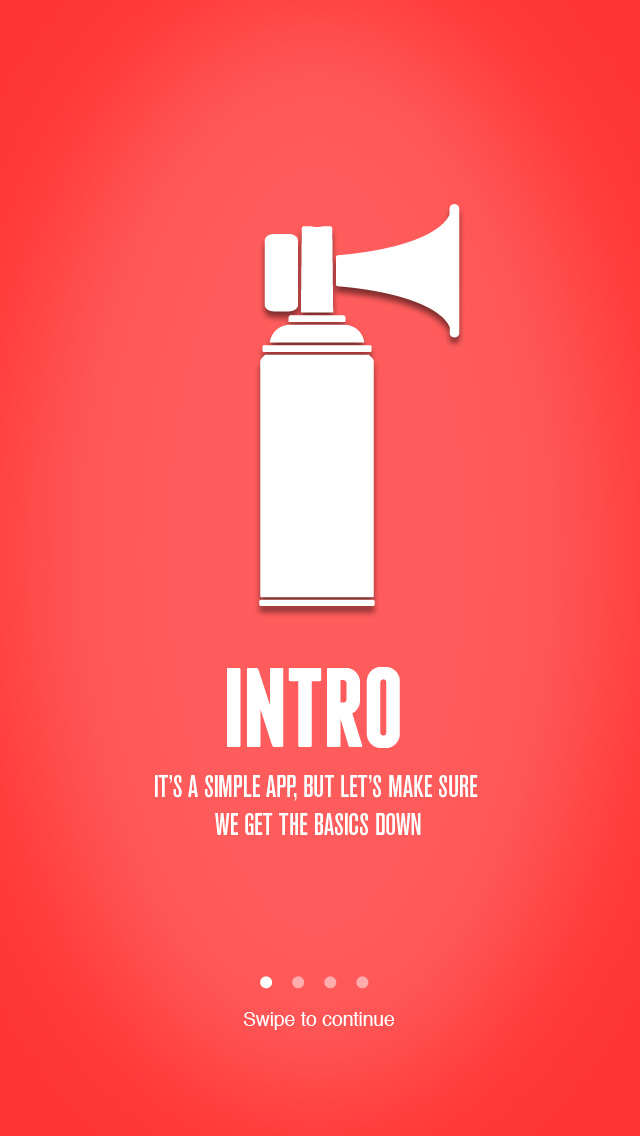 INTRO
IT'S A SIMPLE APP, BUT LET'S MAKE SURE
WE GET THE BASICS DOWN
Swipe to continue